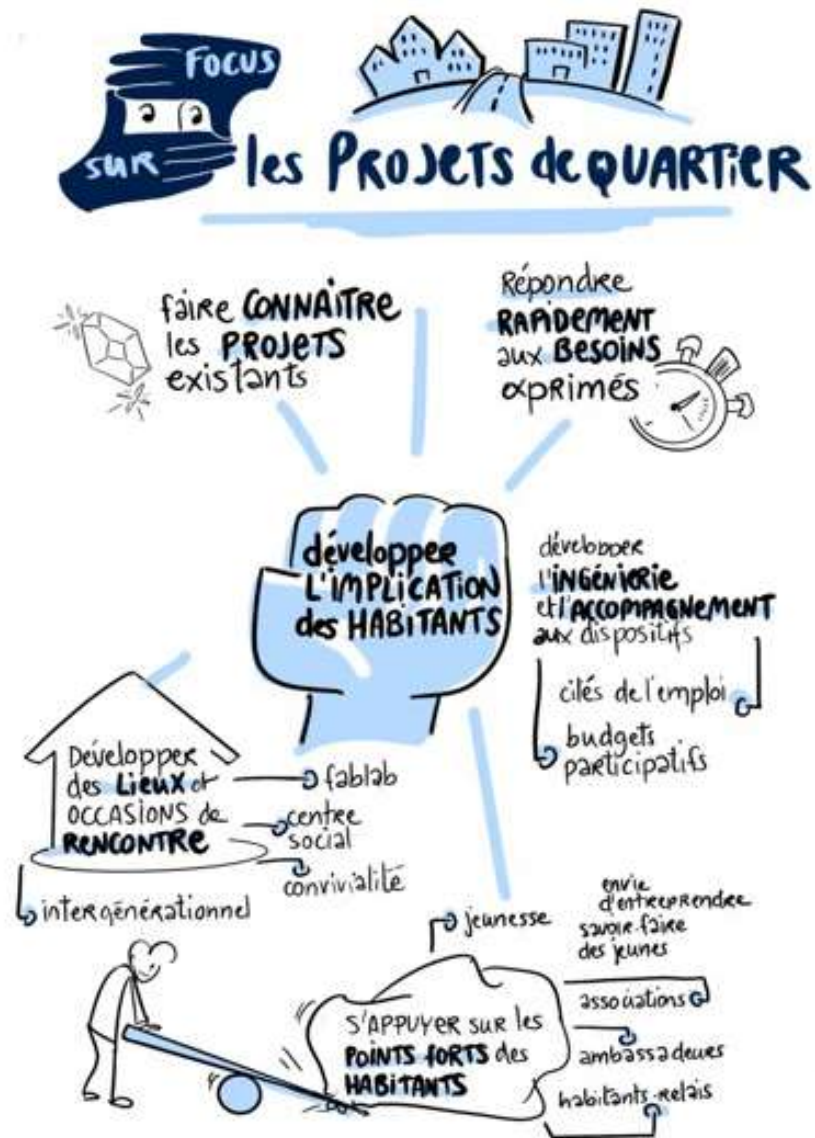 FOCUS
SUR
les PROJETS de QUARTIER
faire CONNAÎTRE
les PROJETS
existants
Répondre
RAPIDEMENT
aux BESOINS
exprimés
développer
L'IMPLICATION
des HABITANTS
développer
l'INGÉNIERIE
et l'ACCOMPAGNEMENT
aux dispositifs
cités de l'emploi
budgets
participatifs
Développer
des LIEUX et
OCCASIONS de
RENCONTRE
fablab
centre
social
convivialité
intergénérationnel
jeunesse
envie
d'entreprendre
savoir-faire
des jeunes
associations
ambassadeurs
habitants-relais
S'APPUYER SUR les
POINTS FORTS des
HABITANTS